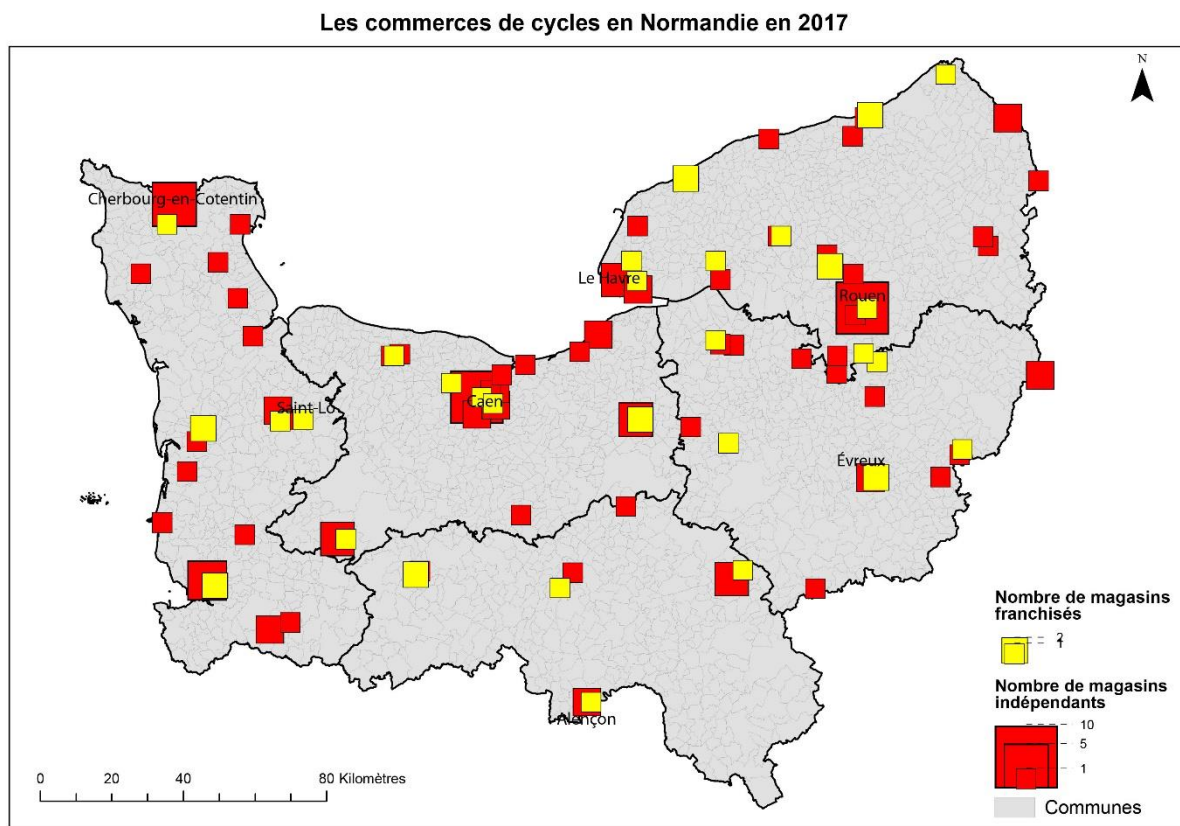 Les commerces de cycles en Normandie en 2017
N
Cherbourg-en-Cotentin
Le Havre
Rouen
Saint-Lô
Caen
Évreux
Alençon
Nombre de magasins
franchisés
2
1
Nombre de magasins
indépendants
10
5
1
Communes
0 20 40 80 Kilomètres